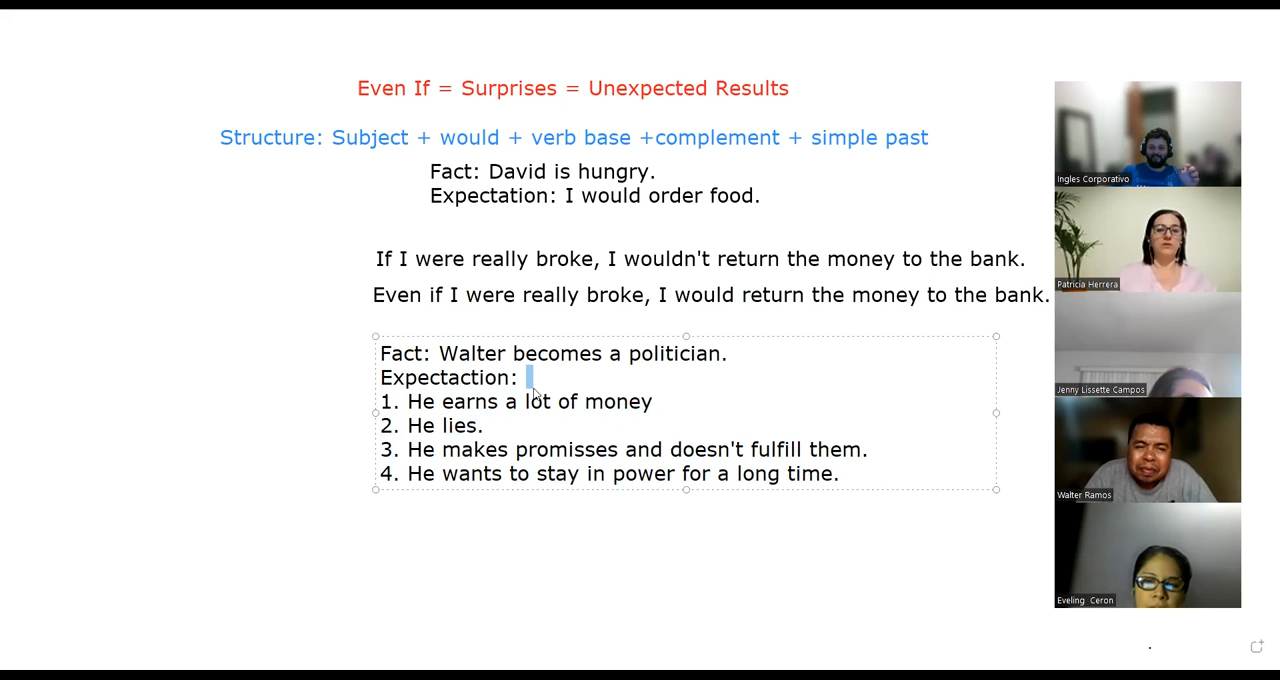 Even If = Surprises = Unexpected Results
Structure: Subject + would + verb base +complement + simple past
Fact: David is hungry.
Expectation: I would order food.
If I were really broke, I wouldn't return the money to the bank.
Even if I were really broke, I would return the money to the bank.
Fact: Walter becomes a politician.
Expectaction:
1. He earns a lot of money
2. He lies.
3. He makes promisses and doesn't fulfill them.
4. He wants to stay in power for a long time.
Ingles Corporativo
Patricia Herrera
Jenny Lissette Campos
Walter Ramos
Eveling Ceron